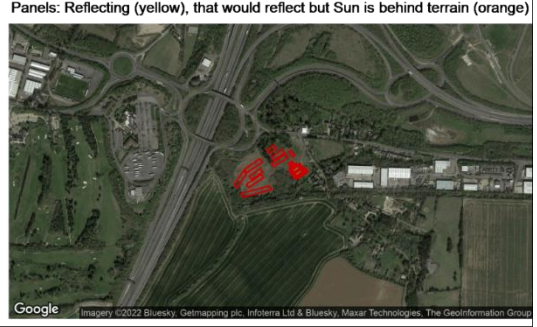 Panels: Reflecting (yellow), that would reflect but Sun is behind terrain (orange)
Google
Imagery ©2022 Bluesky, Getmapping plc, Infoterra Ltd & Bluesky, Maxar Technologies, The GeoInformation Group